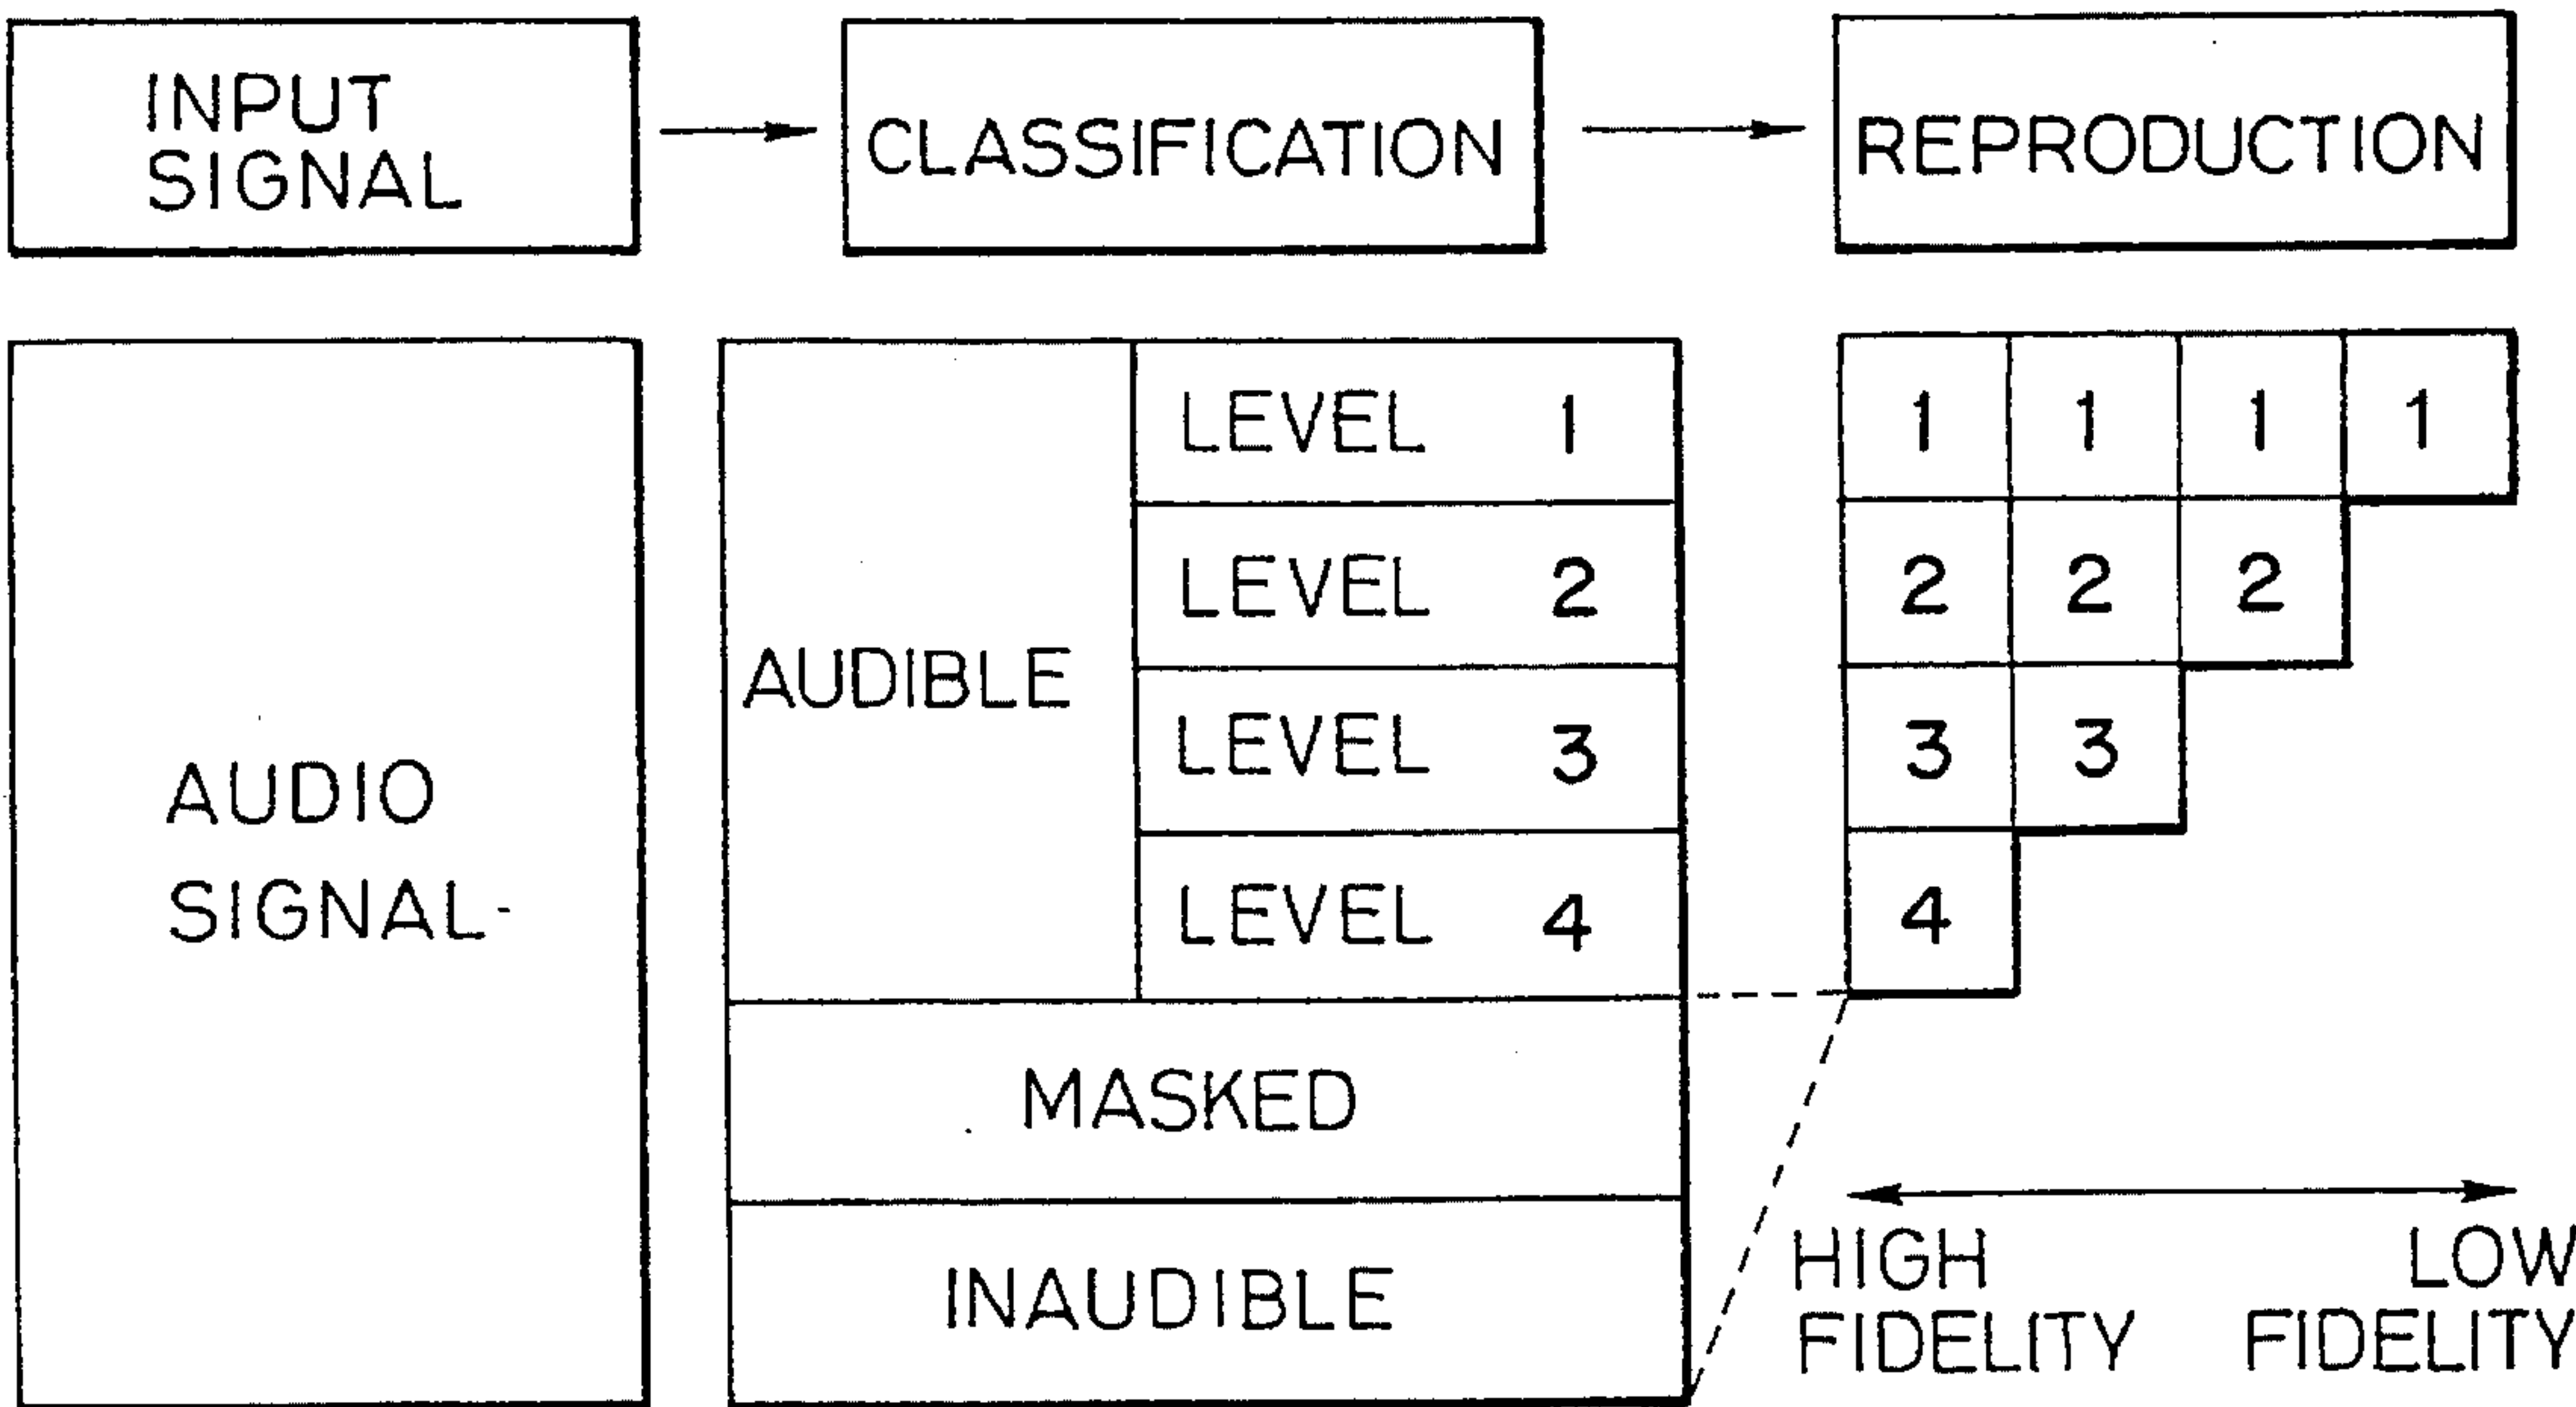 INPUT
SIGNAL
CLASSIFICATION
REPRODUCTION
AUDIO
SIGNAL-
AUDIBLE
LEVEL 1
LEVEL 2
LEVEL 3
LEVEL 4
MASKED
INAUDIBLE
1 1 1 1
2 2 2
3 3
4
HIGH
FIDELITY
LOW
FIDELITY